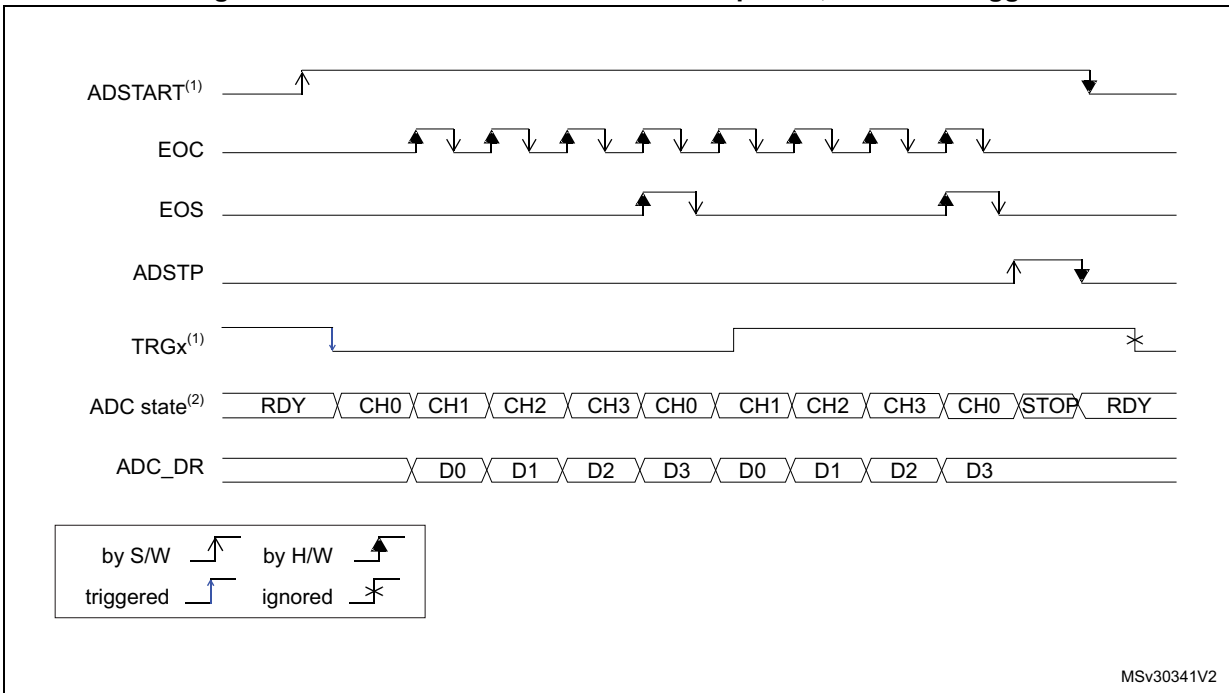 ADSTART(1)
EOC
EOS
ADSTP
TRGx(1)
ADC state(2) RDY CH0 CH1 CH2 CH3 CH0 CH1 CH2 CH3 CH0 STOP RDY
ADC_DR D0 D1 D2 D3 D0 D1 D2 D3
by S/W by H/W
triggered ignored
MSv30341V2